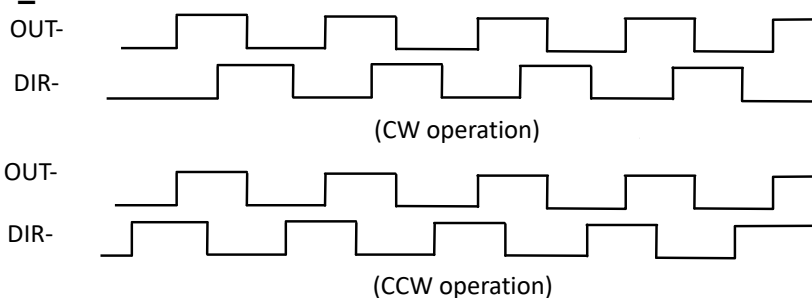 OUT-
DIR-
(CW operation)
OUT-
DIR-
(CCW operation)